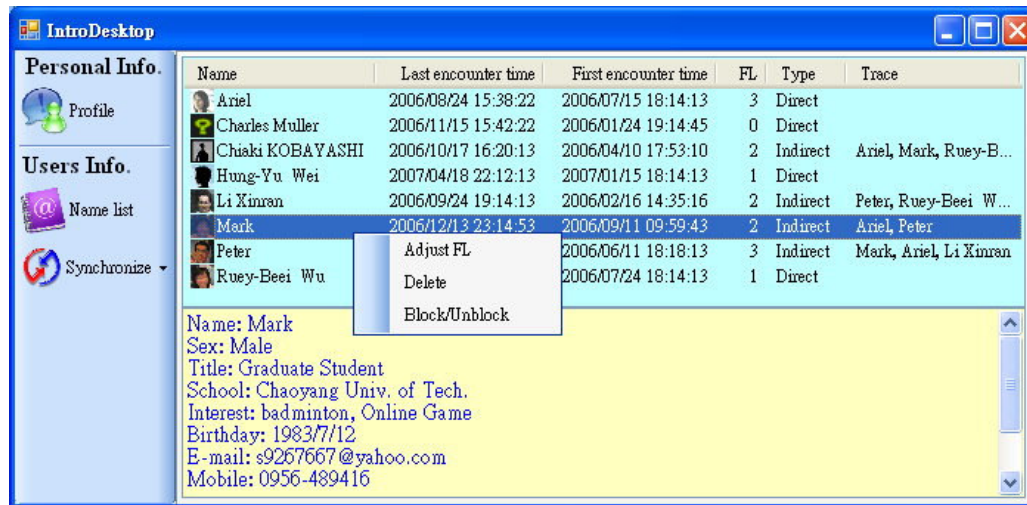 IntroDesktop
Personal Info.
Profile
Users Info.
Name list
Synchronize
Name Last encounter time First encounter time FL Type Trace
Ariel 2006/08/24 15:38:22 2006/07/15 18:14:13 3 Direct
Charles Muller 2006/11/15 15:42:22 2006/01/24 19:14:45 0 Direct
Chiaki KOBAYASHI 2006/10/17 16:20:13 2006/04/10 17:53:10 2 Indirect Ariel, Mark, Ruey-B...
Hung-Yu Wei 2007/04/18 22:12:13 2007/01/15 18:14:13 1 Direct
Li Xinran 2006/09/24 19:14:13 2006/02/16 14:35:16 2 Indirect Peter, Ruey-Beei W...
Mark 2006/12/13 23:14:53 2006/09/11 09:59:43 2 Indirect Ariel, Peter
Peter 2006/06/11 18:18:13 3 Indirect Mark, Ariel, Li Xinran
Ruey-Beei Wu 2006/07/24 18:14:13 1 Direct
Adjust FL
Delete
Block/Unblock
Name: Mark
Sex: Male
Title: Graduate Student
School: Chaoyang Univ. of Tech.
Interest: badminton, Online Game
Birthday: 1983/7/12
E-mail: s9267667@yahoo.com
Mobile: 0956-489416